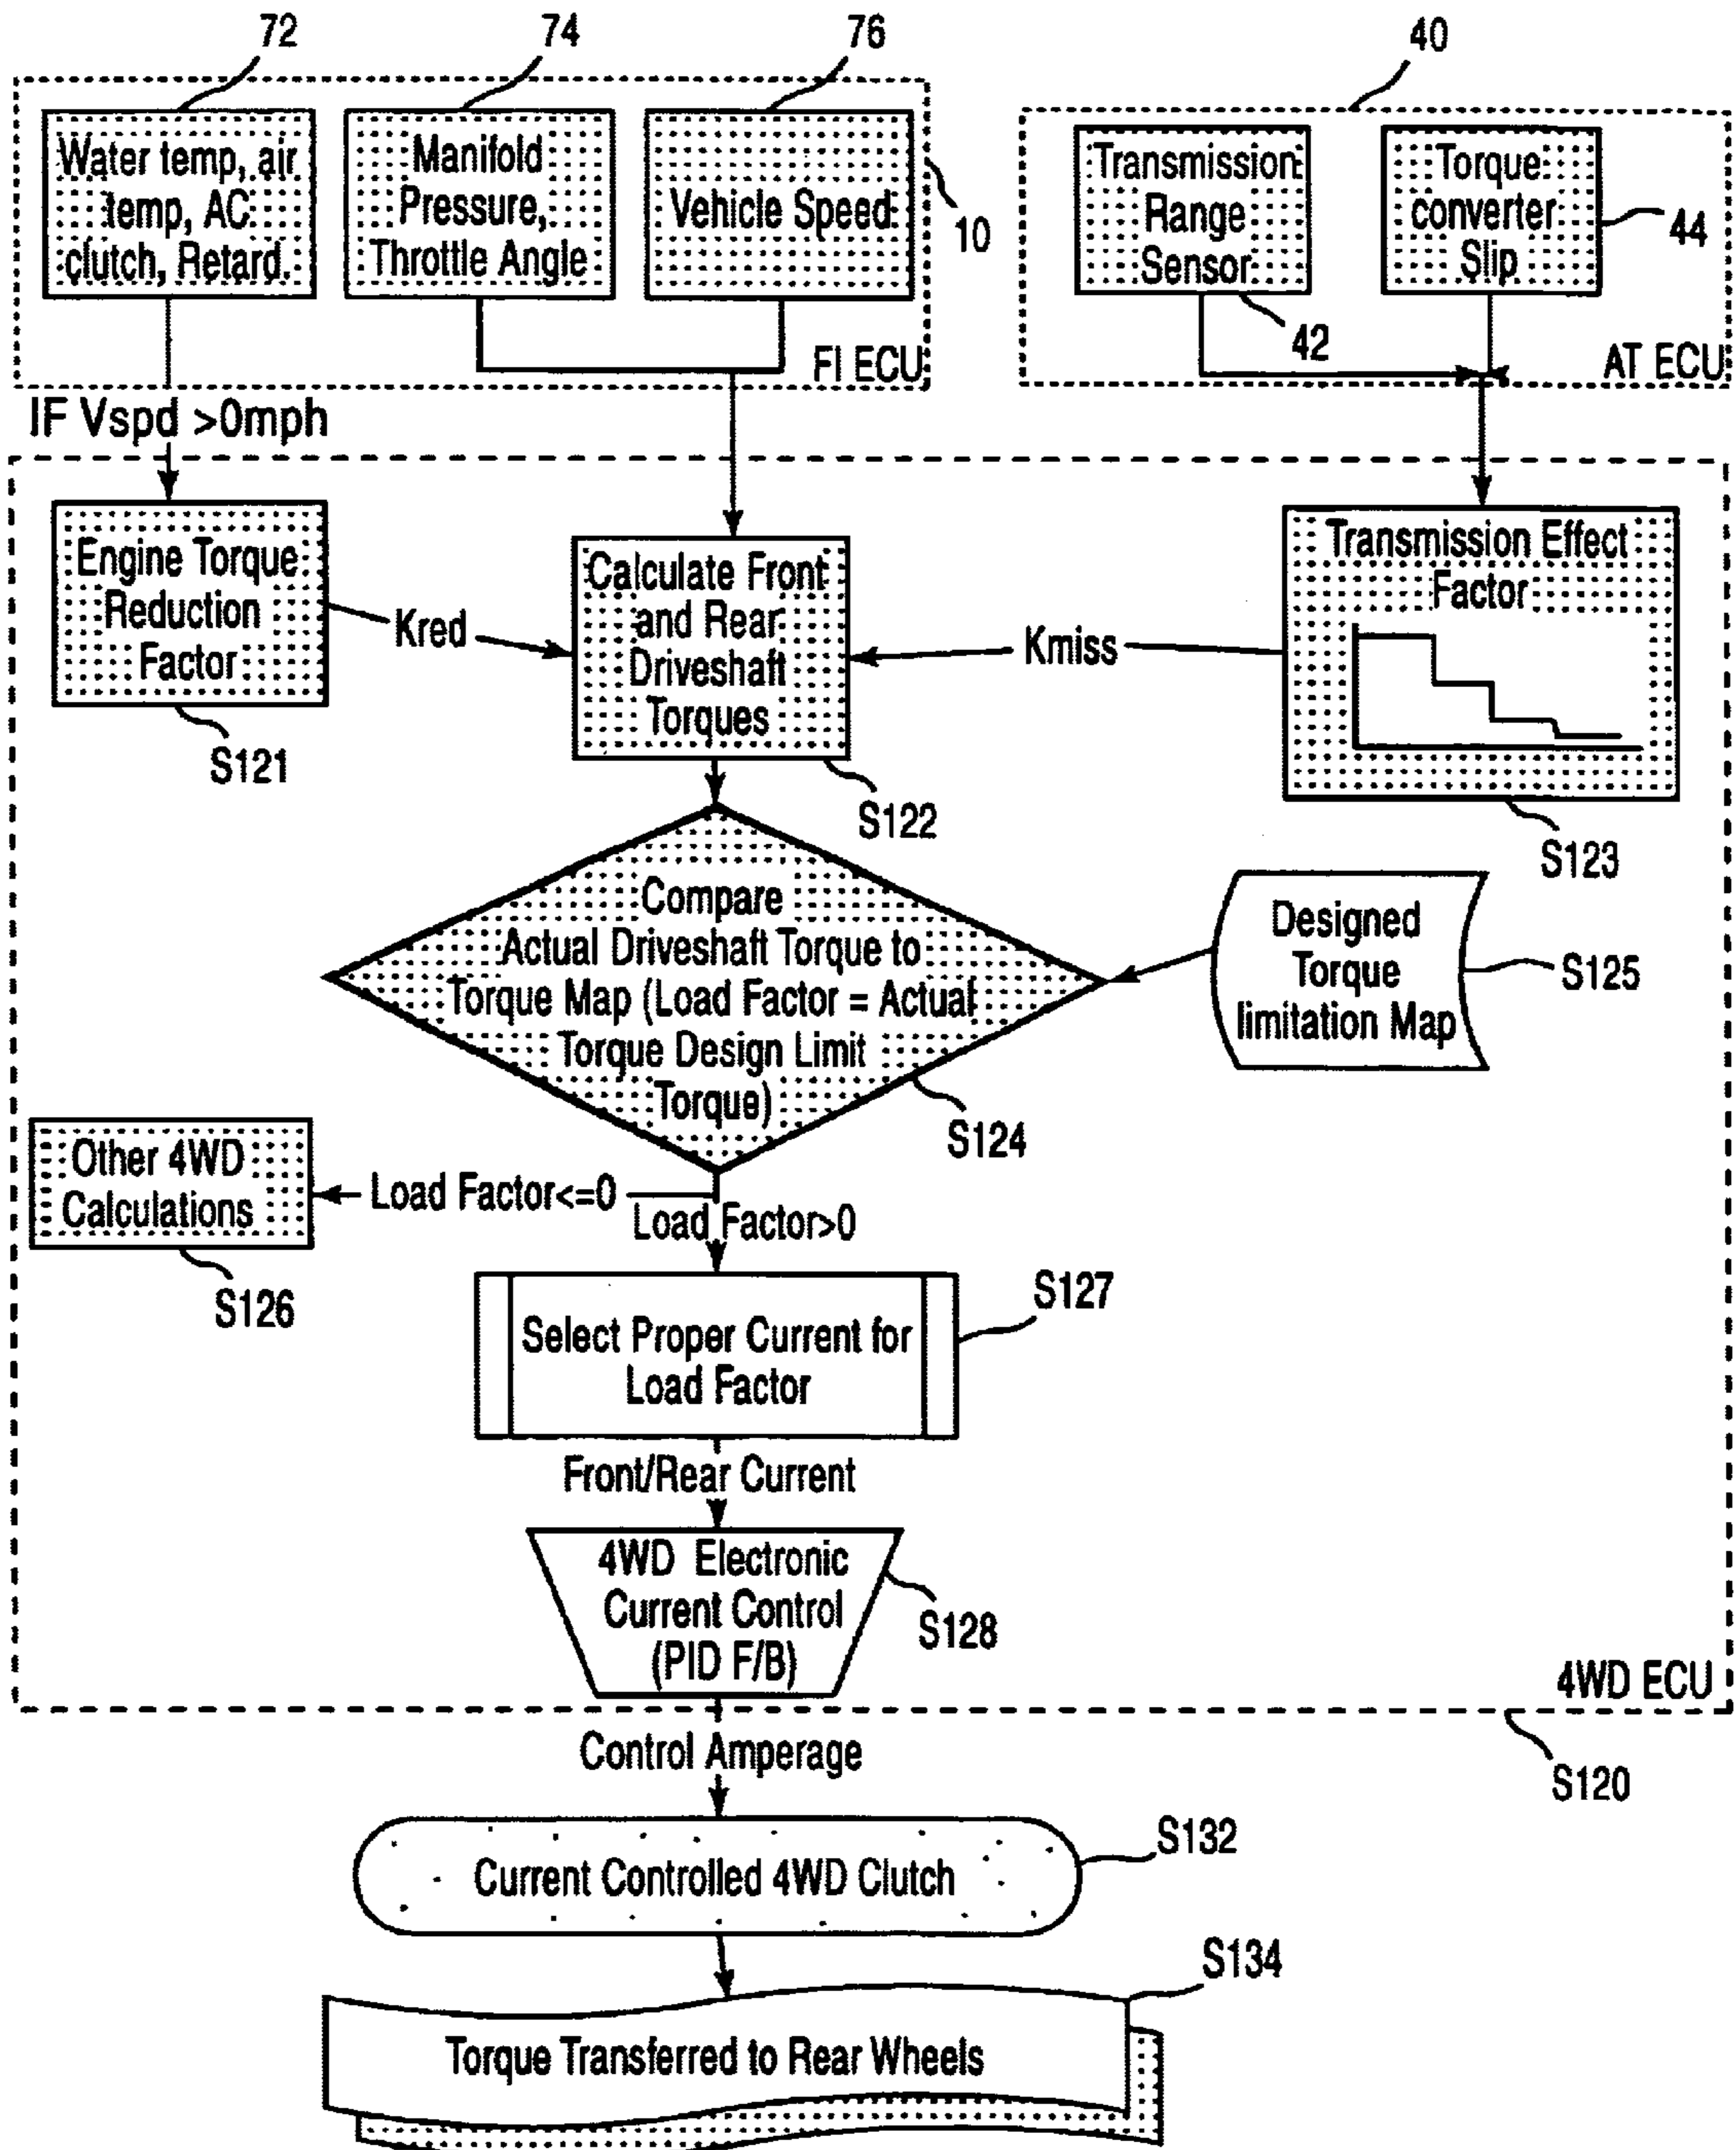 72
74
76
40
Water temp, air
temp, AC
clutch, Retard.
Manifold
Pressure,
Throttle Angle
Vehicle Speed
10
FI ECU
Transmission
Range
Sensor
42
Torque
converter
Slip
44
AT ECU
IF Vspd >0mph
Engine Torque
Reduction
Factor
S121
Kred
Calculate Front
and Rear
Driveshaft
Torques
S122
Kmiss
Transmission Effect
Factor
S123
Compare
Actual Driveshaft Torque to
Torque Map (Load Factor = Actual
Torque Design Limit
Torque)
S124
Designed
Torque
limitation Map
S125
Other 4WD
Calculations
S126
Load Factor<=0
Load Factor>0
Select Proper Current for
Load Factor
S127
Front/Rear Current
4WD Electronic
Current Control
(PID F/B)
S128
4WD ECU
S120
Control Amperage
Current Controlled 4WD Clutch
S132
Torque Transferred to Rear Wheels
S134